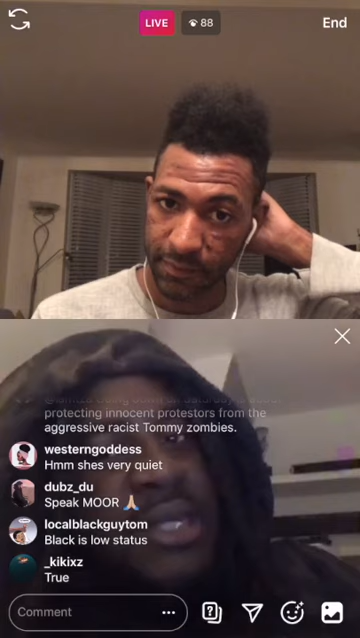 LIVE
88
End
protecting innocent protestors from the
aggressive racist Tommy zombies.
westerngoddess
Hmm shes very quiet
dubz_du
Speak MOOR 🙏🏼
localblackguytom
Black is low status
_kikixz
True
Comment